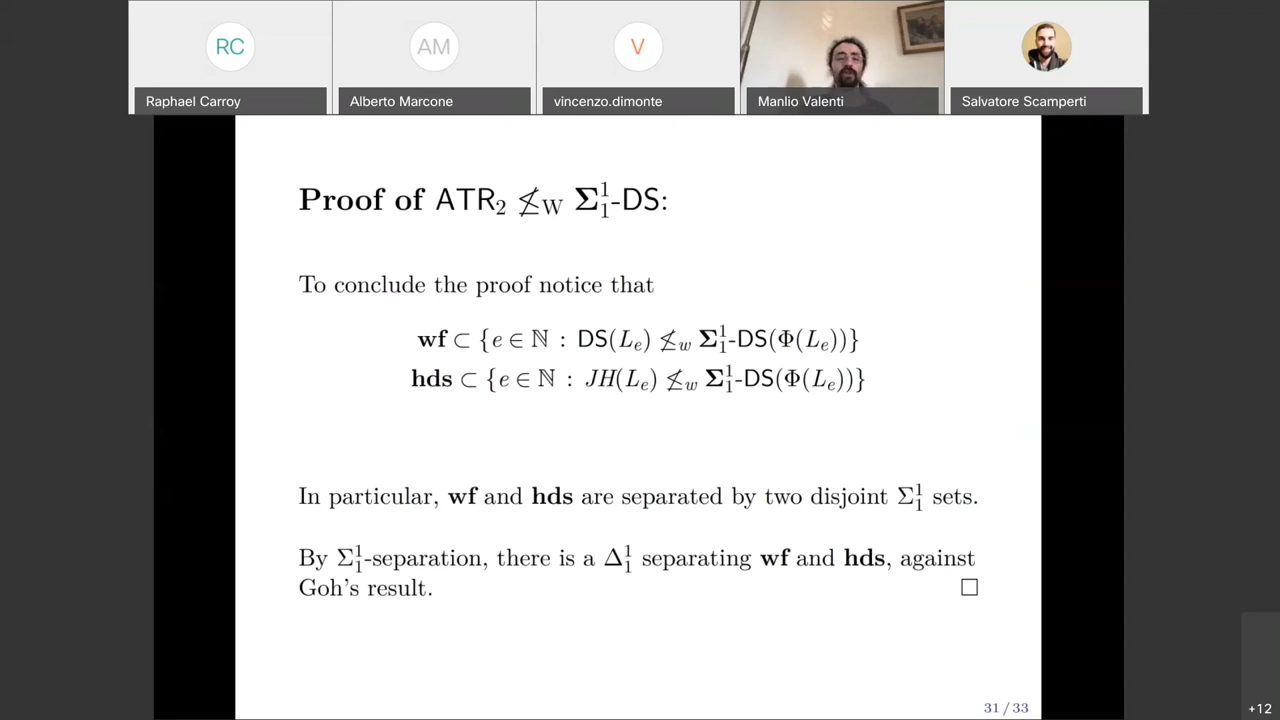 RC
AM
V
Raphael Carroy
Alberto Marcone
vincenzo.dimonte
Manlio Valenti
Salvatore Scamperti
Proof of ATR₂ ≰_W Σ¹₁-DS:
To conclude the proof notice that
wf ⊂ {e ∈ ℕ : DS(Lₑ) ≰_w Σ¹₁-DS(Φ(Lₑ))}
hds ⊂ {e ∈ ℕ : JH(Lₑ) ≰_w Σ¹₁-DS(Φ(Lₑ))}
In particular, wf and hds are separated by two disjoint Σ¹₁ sets.
By Σ¹₁-separation, there is a Δ¹₁ separating wf and hds, against
Goh's result. □
31 / 33
+12